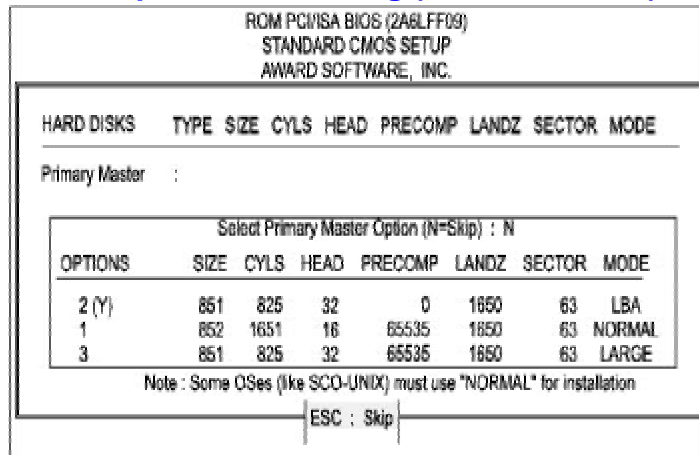 ROM PCI/ISA BIOS (2A6LFF09)
STANDARD CMOS SETUP
AWARD SOFTWARE, INC.
HARD DISKS TYPE SIZE CYLS HEAD PRECOMP LANDZ SECTOR MODE
Primary Master :
Select Primary Master Option (N=Skip) : N
OPTIONS SIZE CYLS HEAD PRECOMP LANDZ SECTOR MODE
2 (Y) 851 825 32 0 1650 63 LBA
1 852 1651 16 65535 1650 63 NORMAL
3 851 825 32 65535 1650 63 LARGE
Note : Some OSes (like SCO-UNIX) must use "NORMAL" for installation
ESC : Skip